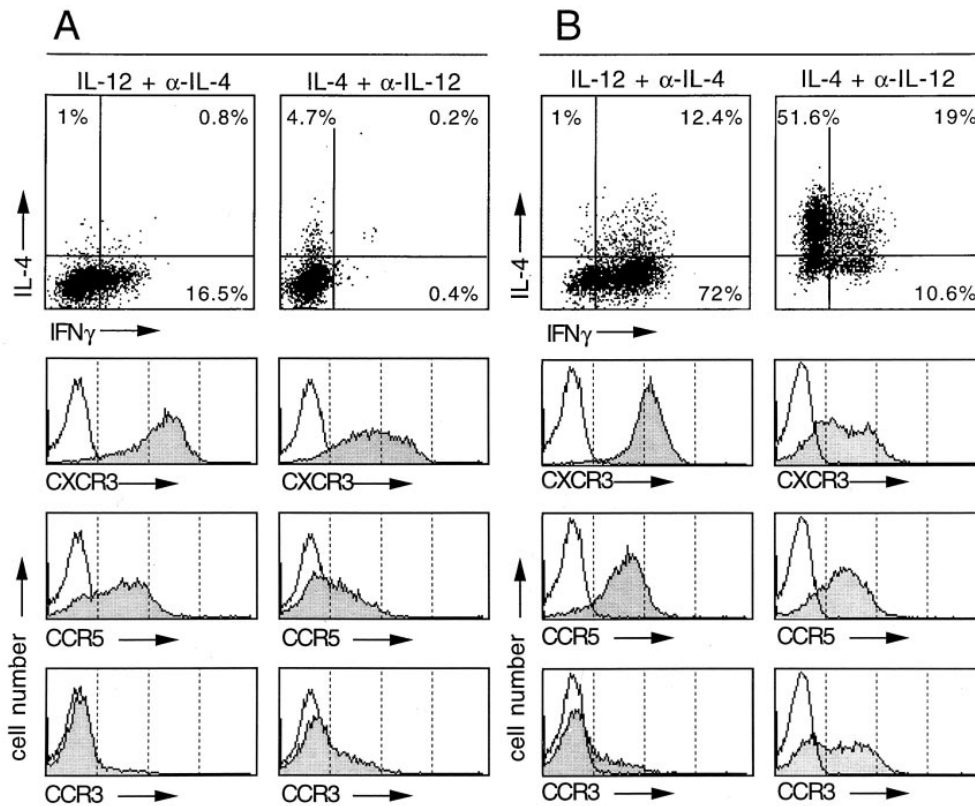 A
B
IL-12 + α-IL-4
IL-4 + α-IL-12
IL-12 + α-IL-4
IL-4 + α-IL-12
1%
0.8%
4.7%
0.2%
1%
12.4%
51.6%
19%
IL-4
IL-4
16.5%
0.4%
72%
10.6%
IFNγ
IFNγ
CXCR3
CXCR3
CXCR3
CXCR3
CCR5
CCR5
CCR5
CCR5
cell number
cell number
CCR3
CCR3
CCR3
CCR3